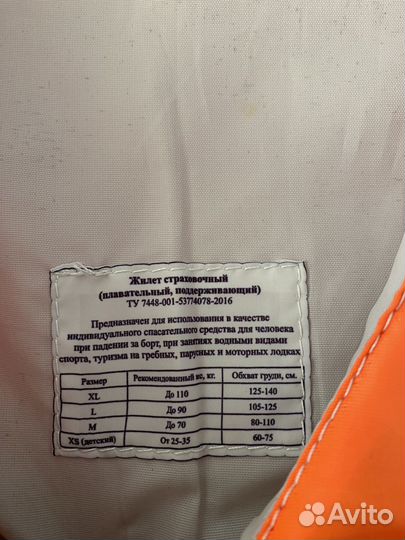 Жилет страховочный
(плавательный, поддерживающий)
ТУ 7448-001-53774078-2016
Предназначен для использования в качестве
индивидуального спасательного средства для человека
при падении за борт, при занятиях водными видами
спорта, туризма на гребных, парусных и моторных лодках
Размер Рекомендованный вес, кг. Обхват груди, см.
XL До 110 125-140
L До 90 105-125
M До 70 80-110
XS (детский) От 25-35 60-75
Avito